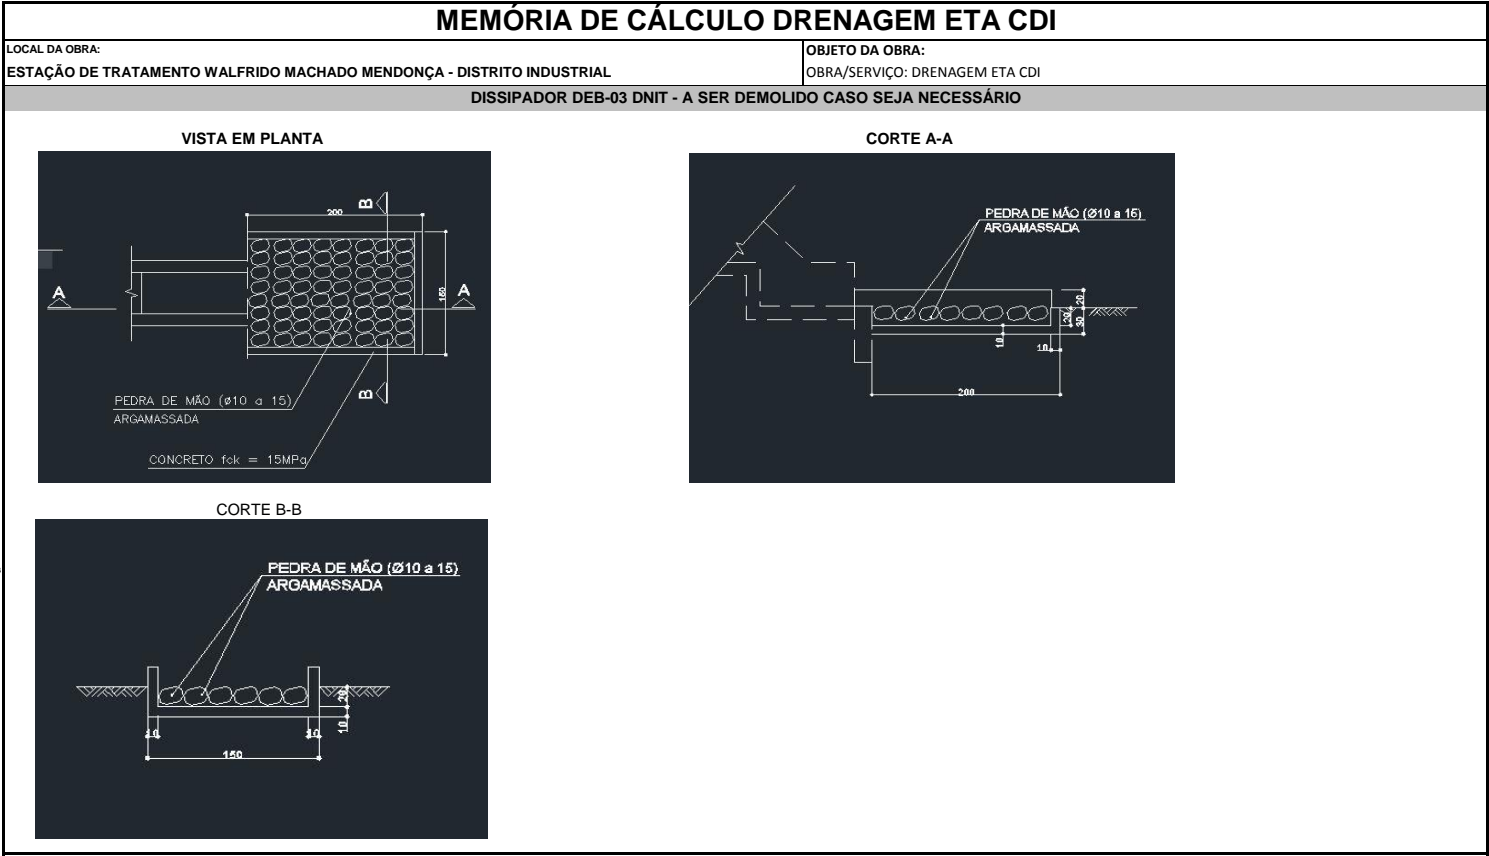 MEMÓRIA DE CÁLCULO DRENAGEM ETA CDI
LOCAL DA OBRA:
ESTAÇÃO DE TRATAMENTO WALFRIDO MACHADO MENDONÇA - DISTRITO INDUSTRIAL
OBJETO DA OBRA:
OBRA/SERVIÇO: DRENAGEM ETA CDI
DISSIPADOR DEB-03 DNIT - A SER DEMOLIDO CASO SEJA NECESSÁRIO
VISTA EM PLANTA
B
200
A
150
A
B
PEDRA DE MÃO (ø10 a 15)
ARGAMASSADA
CONCRETO fck = 15MPa
CORTE A-A
PEDRA DE MÃO (Ø10 a 15)
ARGAMASSADA
20
20
30
10
10
200
CORTE B-B
PEDRA DE MÃO (Ø10 a 15)
ARGAMASSADA
20
10
10
10
150